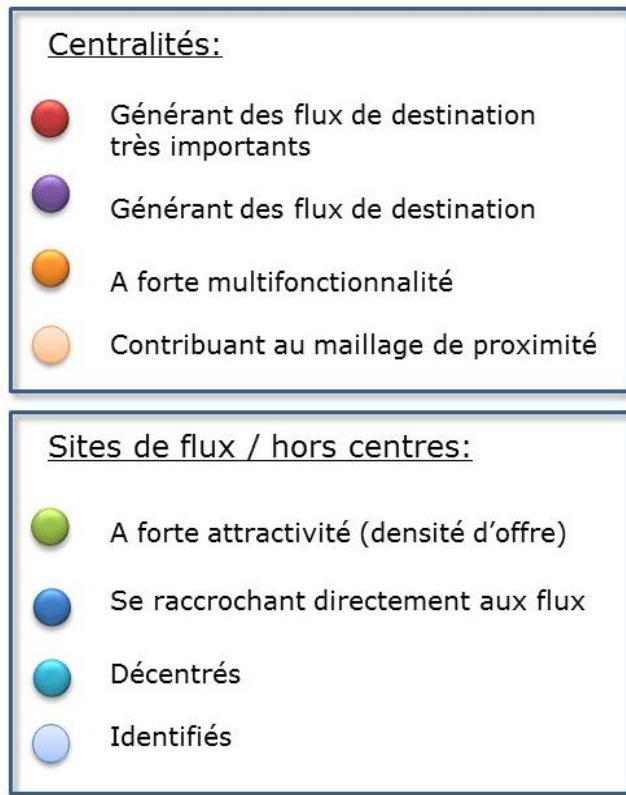 Centralités:
Générant des flux de destination
très importants
Générant des flux de destination
A forte multifonctionnalité
Contribuant au maillage de proximité
Sites de flux / hors centres:
A forte attractivité (densité d’offre)
Se raccrochant directement aux flux
Décentrés
Identifiés